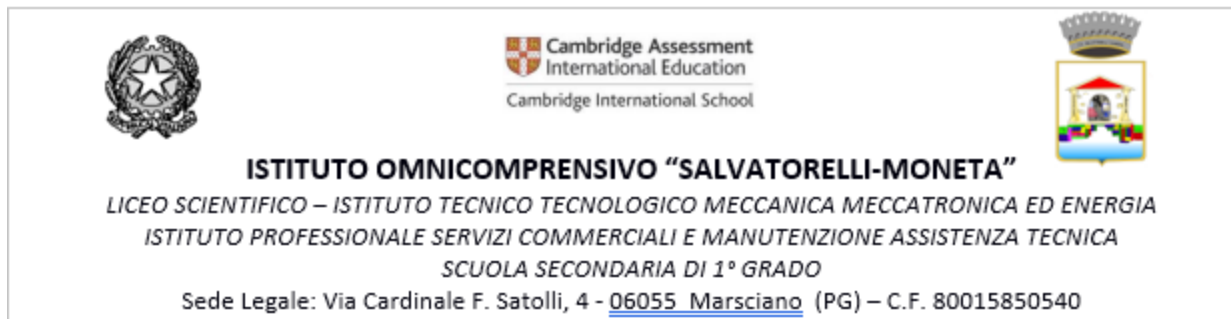 Cambridge Assessment
International Education
Cambridge International School
ISTITUTO OMNICOMPRENSIVO “SALVATORELLI-MONETA”
LICEO SCIENTIFICO – ISTITUTO TECNICO TECNOLOGICO MECCANICA MECCATRONICA ED ENERGIA
ISTITUTO PROFESSIONALE SERVIZI COMMERCIALI E MANUTENZIONE ASSISTENZA TECNICA
SCUOLA SECONDARIA DI 1° GRADO
Sede Legale: Via Cardinale F. Satolli, 4 - 06055 Marsciano (PG) – C.F. 80015850540